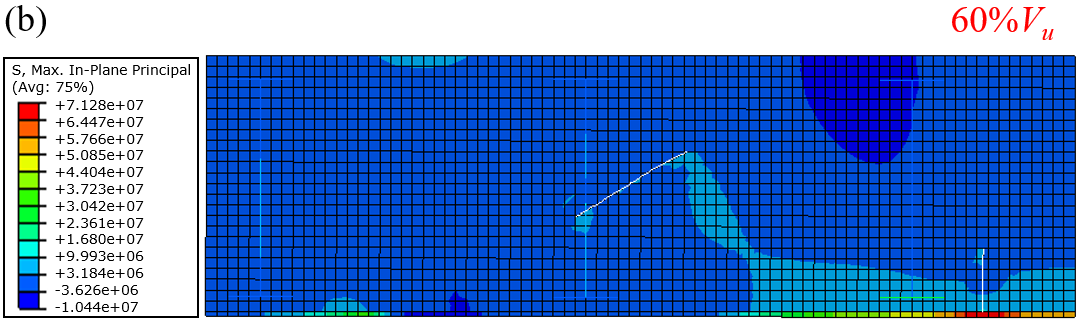 (b)
60%Vu
S, Max. In-Plane Principal
(Avg: 75%)
+7.128e+07
+6.447e+07
+5.766e+07
+5.085e+07
+4.404e+07
+3.723e+07
+3.042e+07
+2.361e+07
+1.680e+07
+9.993e+06
+3.184e+06
-3.626e+06
-1.044e+07